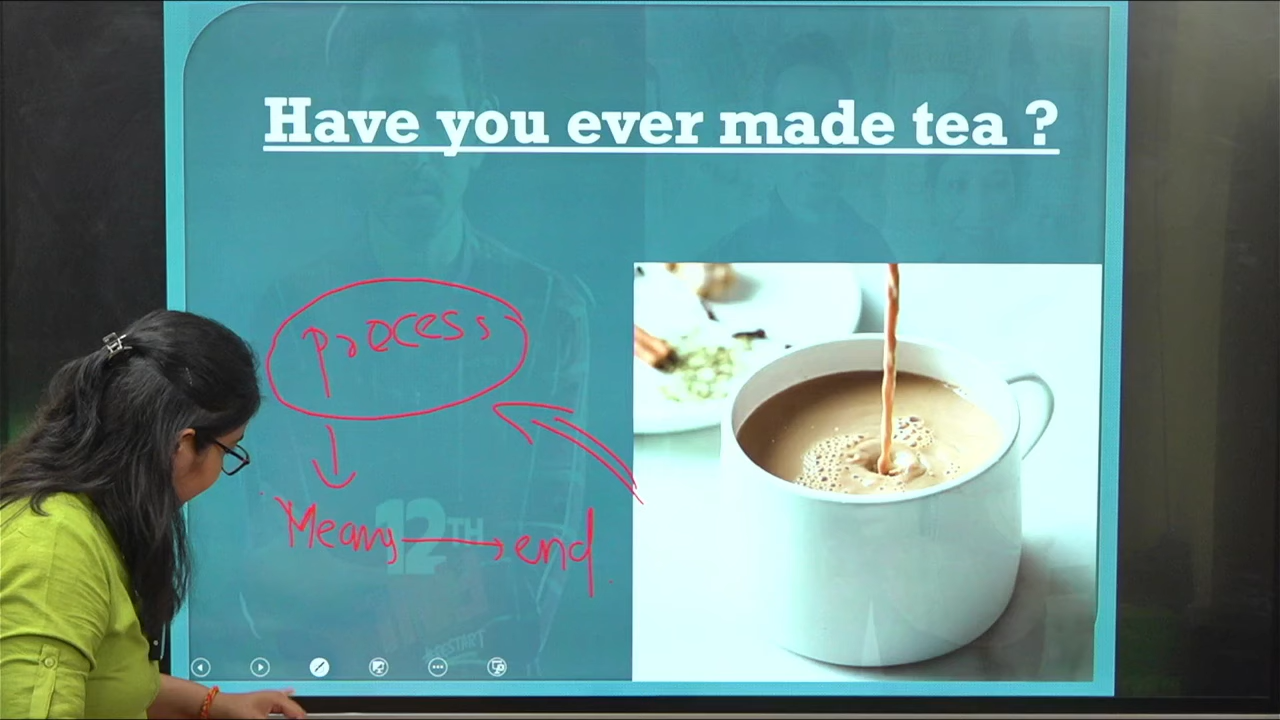 Have you ever made tea ?
process
Means → end
12TH